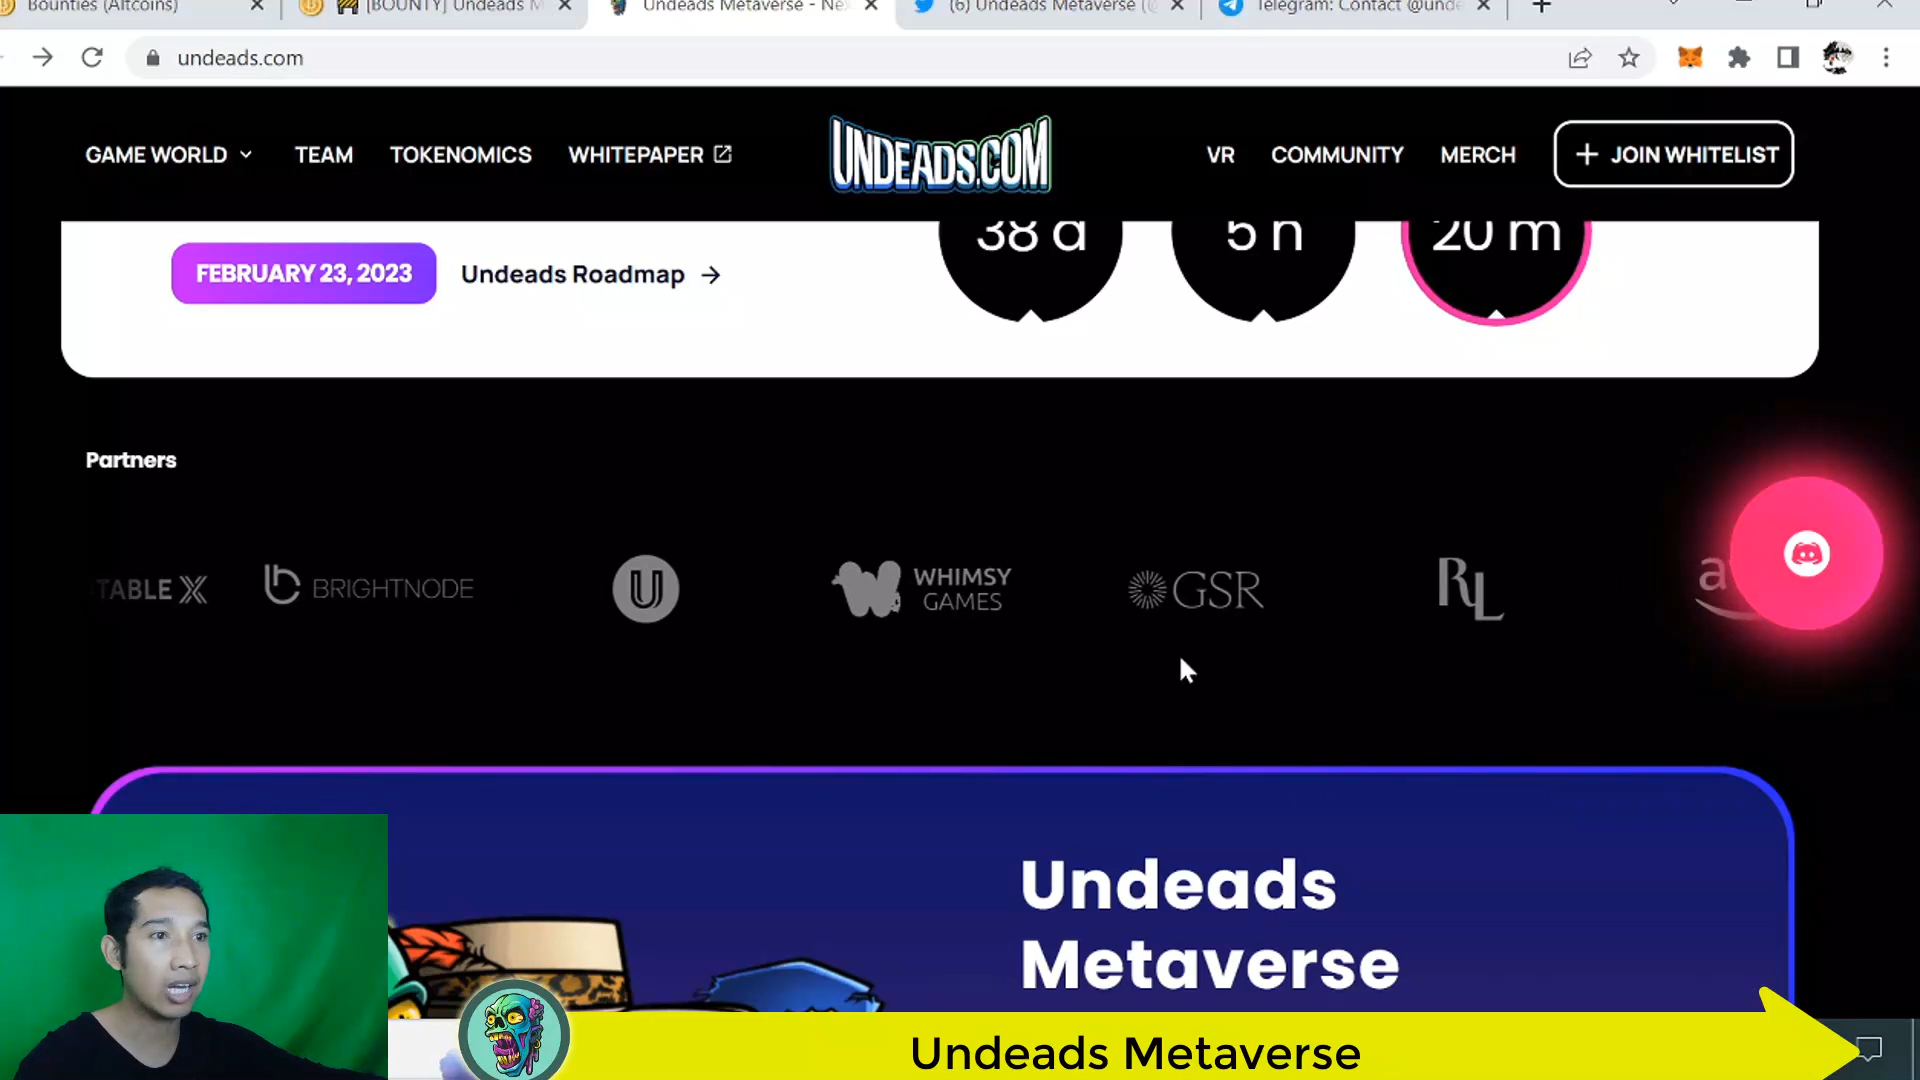 Bounties (Altcoins)
[BOUNTY] Undeads M
Undeads Metaverse - Ne
(6) Undeads Metaverse (@
Telegram: Contact @unde
undeads.com
GAME WORLD
TEAM
TOKENOMICS
WHITEPAPER
UNDEADS.COM
VR
COMMUNITY
MERCH
+ JOIN WHITELIST
38 d
5 h
20 m
FEBRUARY 23, 2023
Undeads Roadmap →
Partners
TABLE X
BRIGHTNODE
U
WHIMSY
GAMES
GSR
RL
a
Undeads
Metaverse
Undeads Metaverse